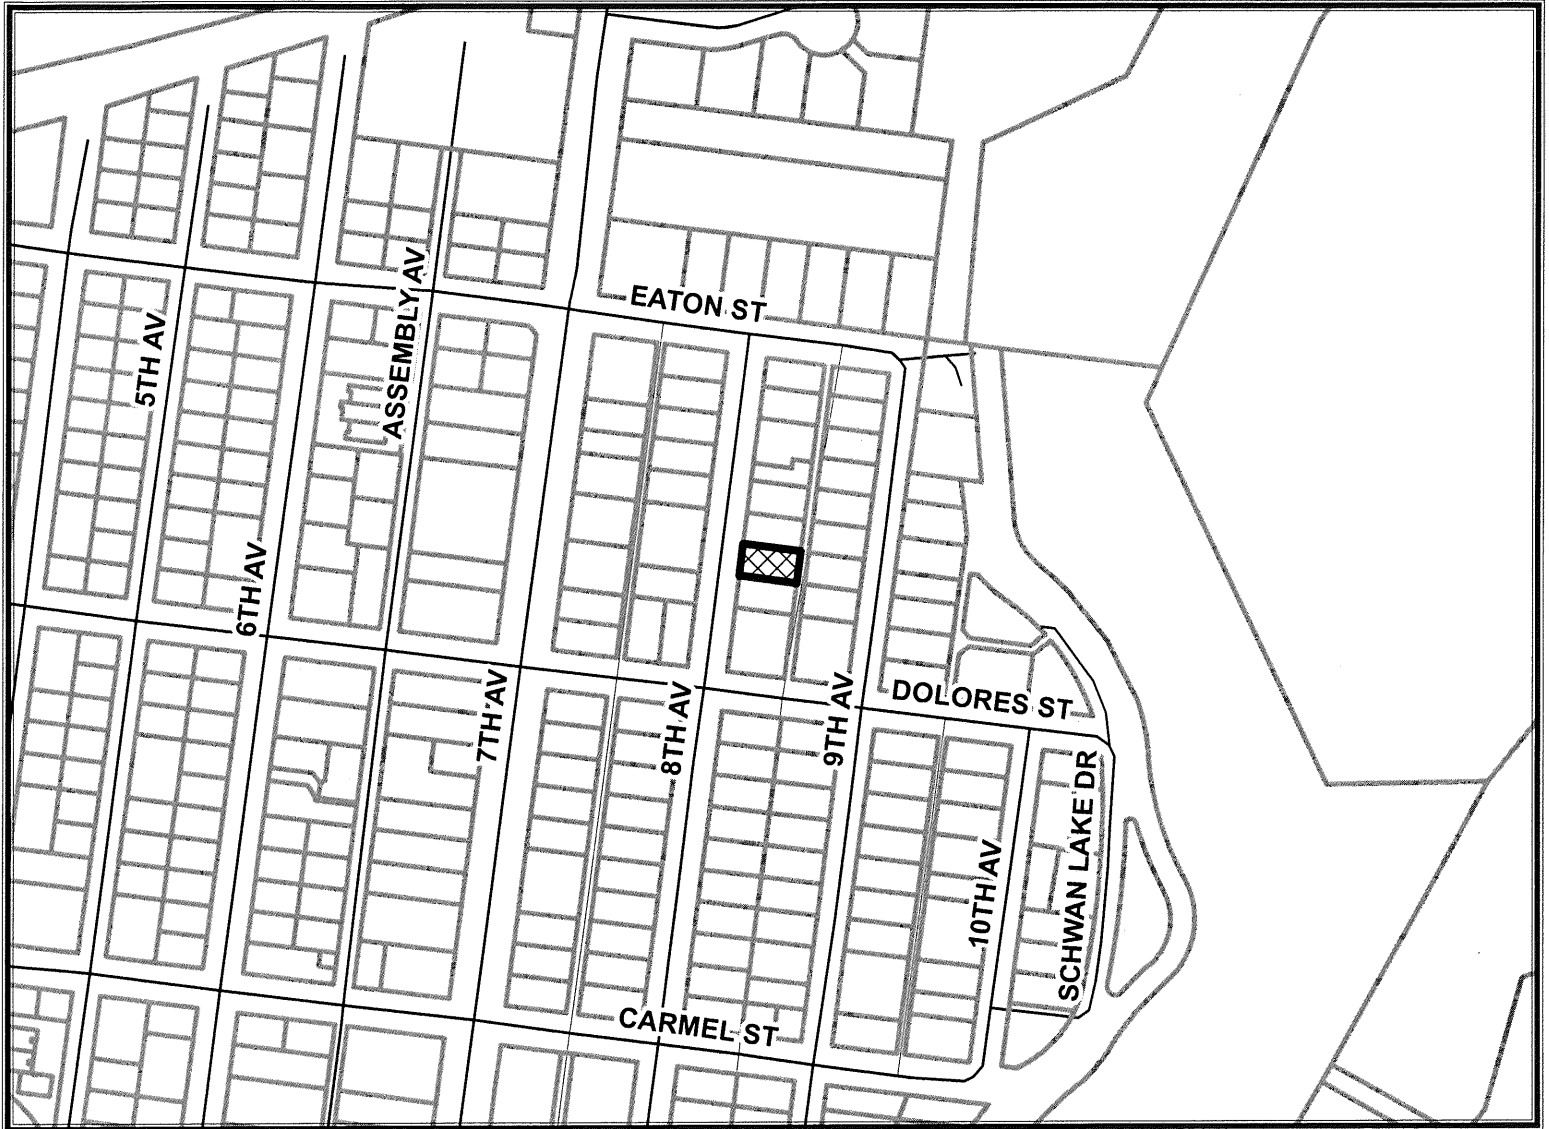 EATON ST
ASSEMBLY AV
5TH AV
6TH AV
7TH AV
8TH AV
9TH AV
DOLORES ST
10TH AV
SCHWAN LAKE DR
CARMEL ST